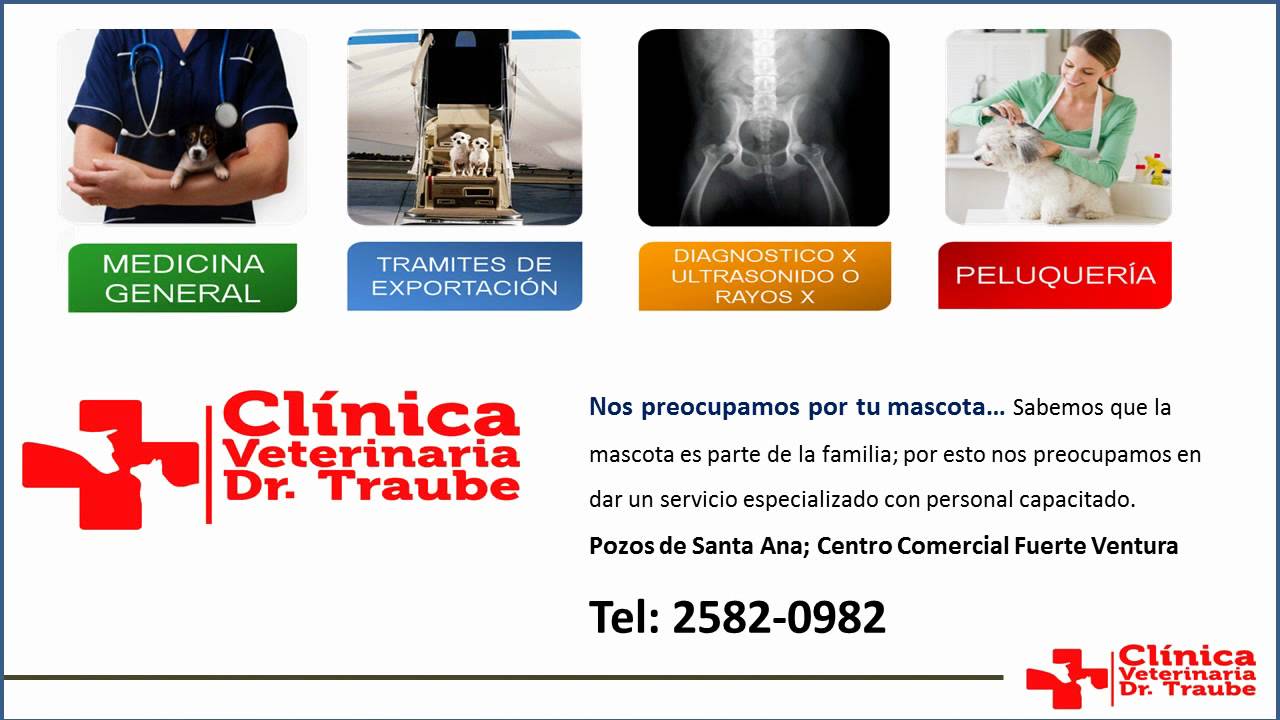 MEDICINA
GENERAL
TRAMITES DE
EXPORTACIÓN
DIAGNOSTICO X
ULTRASONIDO O
RAYOS X
PELUQUERÍA
Clínica
Veterinaria
Dr. Traube
Nos preocupamos por tu mascota... Sabemos que la
mascota es parte de la familia; por esto nos preocupamos en
dar un servicio especializado con personal capacitado.
Pozos de Santa Ana; Centro Comercial Fuerte Ventura
Tel: 2582-0982
Clínica
Veterinaria
Dr. Traube